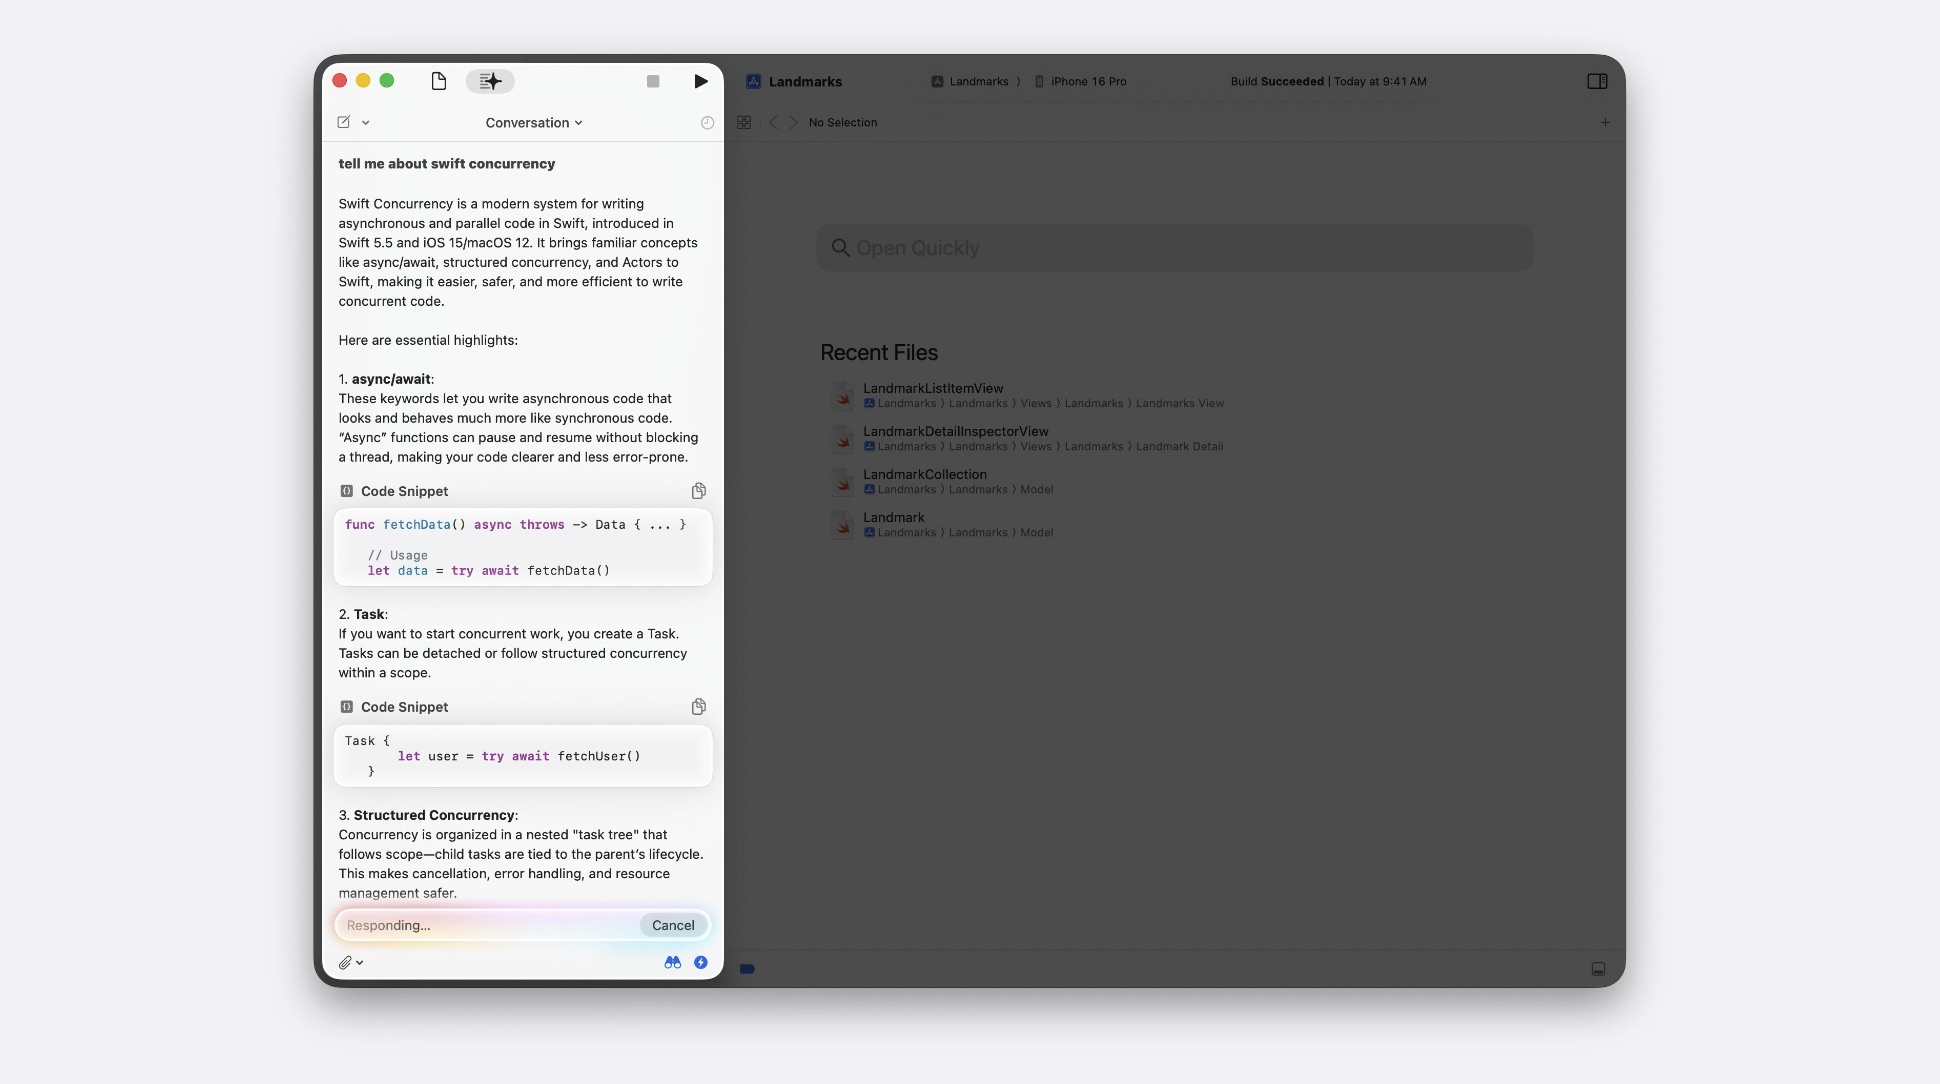 Conversation
tell me about swift concurrency
Swift Concurrency is a modern system for writing
asynchronous and parallel code in Swift, introduced in
Swift 5.5 and iOS 15/macOS 12. It brings familiar concepts
like async/await, structured concurrency, and Actors to
Swift, making it easier, safer, and more efficient to write
concurrent code.
Here are essential highlights:
1. async/await:
These keywords let you write asynchronous code that
looks and behaves much more like synchronous code.
“Async” functions can pause and resume without blocking
a thread, making your code clearer and less error-prone.
Code Snippet
func fetchData() async throws -> Data { ... }
// Usage
let data = try await fetchData()
2. Task:
If you want to start concurrent work, you create a Task.
Tasks can be detached or follow structured concurrency
within a scope.
Code Snippet
Task {
let user = try await fetchUser()
}
3. Structured Concurrency:
Concurrency is organized in a nested "task tree" that
follows scope—child tasks are tied to the parent’s lifecycle.
This makes cancellation, error handling, and resource
management safer.
Responding... Cancel
Landmarks Landmarks 〉 iPhone 16 Pro Build Succeeded | Today at 9:41 AM
No Selection
Open Quickly
Recent Files
LandmarkListItemView
Landmarks 〉 Landmarks 〉 Views 〉 Landmarks 〉 Landmarks View
LandmarkDetailInspectorView
Landmarks 〉 Landmarks 〉 Views 〉 Landmarks 〉 Landmark Detail
LandmarkCollection
Landmarks 〉 Landmarks 〉 Model
Landmark
Landmarks 〉 Landmarks 〉 Model